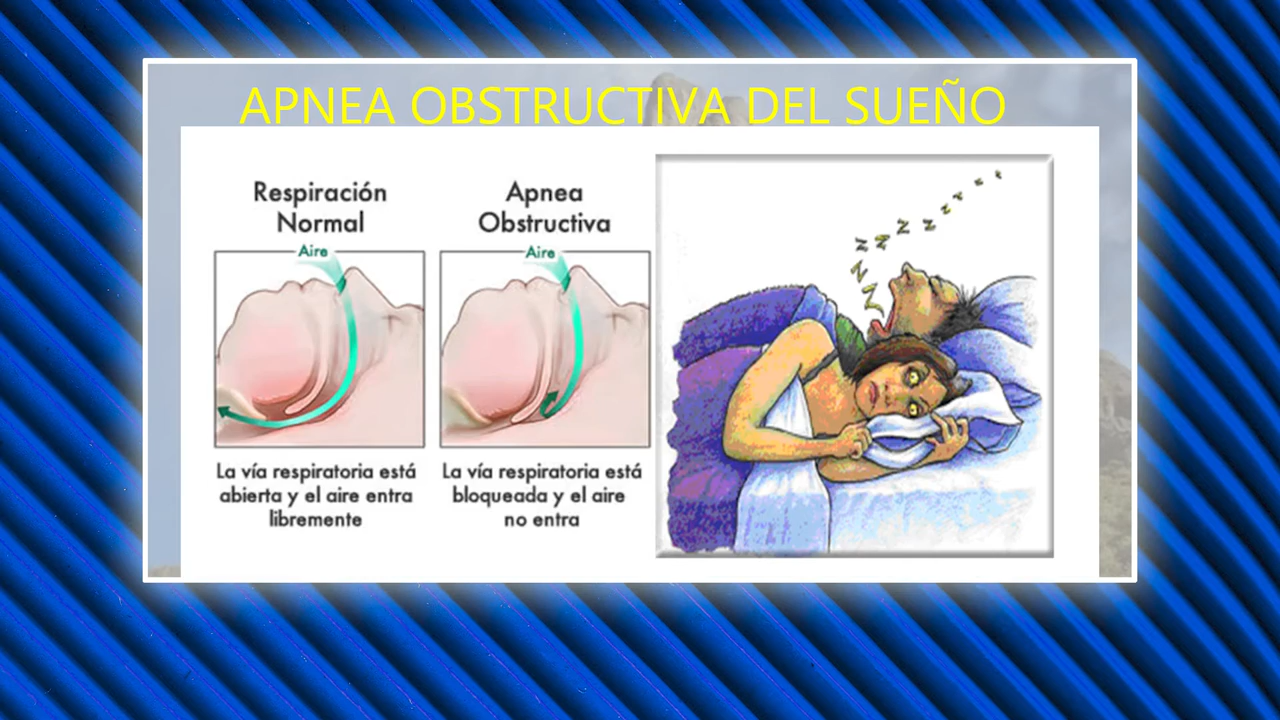 APNEA OBSTRUCTIVA DEL SUEÑO
Respiración
Normal
Aire
La vía respiratoria está
abierta y el aire entra
libremente
Apnea
Obstructiva
Aire
La vía respiratoria está
bloqueada y el aire
no entra
z z z z z z z z z z